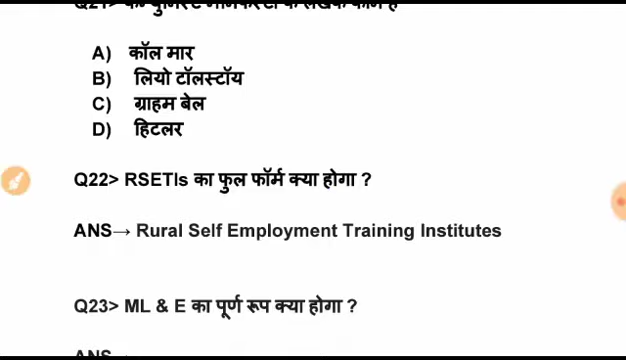 A) कॉल मार
B) लियो टॉलस्टॉय
C) ग्राहम बेल
D) हिटलर
Q22> RSETIs का फुल फॉर्म क्या होगा ?
ANS→ Rural Self Employment Training Institutes
Q23> ML & E का पूर्ण रूप क्या होगा ?